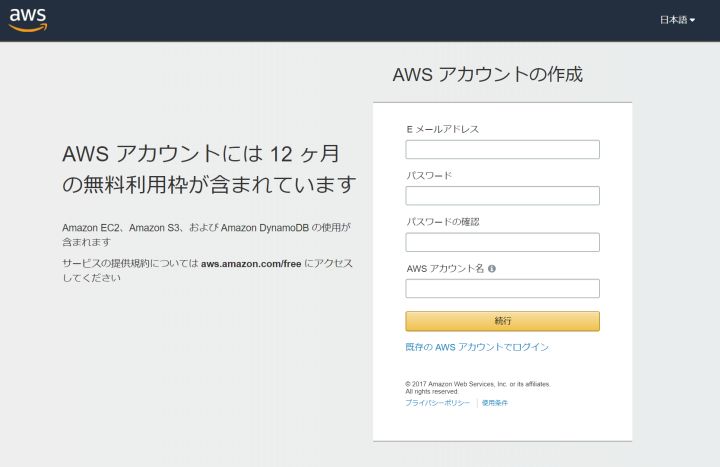 aws
日本語
AWS アカウントの作成
AWS アカウントには 12 ヶ月
の無料利用枠が含まれています
Amazon EC2、Amazon S3、および Amazon DynamoDB の使用が
含まれます
サービスの提供規約については aws.amazon.com/free にアクセス
してください
E メールアドレス
パスワード
パスワードの確認
AWS アカウント名
続行
既存の AWS アカウントでログイン
© 2017 Amazon Web Services, Inc. or its affiliates.
All rights reserved.
プライバシーポリシー | 使用条件